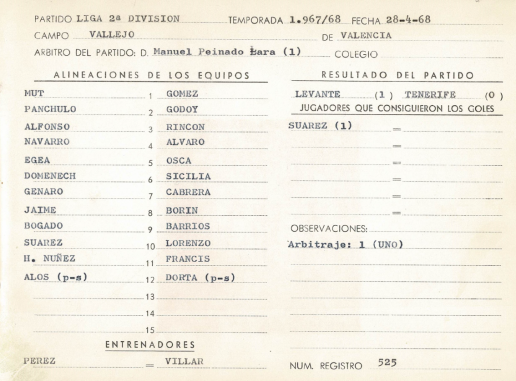 PARTIDO LIGA 2ª DIVISION TEMPORADA 1.967/68 FECHA 28-4-68
CAMPO VALLEJO DE VALENCIA
ARBITRO DEL PARTIDO: D. Manuel Peinado Bara (1) COLEGIO
ALINEACIONES DE LOS EQUIPOS
MUT 1 GOMEZ
PANCHULO 2 GODOY
ALFONSO 3 RINCON
NAVARRO 4 ALVARO
EGEA 5 OSCA
DOMENECH 6 SICILIA
GENARO 7 CABRERA
JAIME 8 BORIN
BOGADO 9 BARRIOS
SUAREZ 10 LORENZO
H. NUÑEZ 11 FRANCIS
ALOS (p-s) 12 DORTA (p-s)
13
14
15
ENTRENADORES
PEREZ = VILLAR
RESULTADO DEL PARTIDO
LEVANTE (1) TENERIFE (0)
JUGADORES QUE CONSIGUIERON LOS GOLES
SUAREZ (1) =
=
=
=
=
=
OBSERVACIONES:
Arbitraje: 1 (UNO)
NUM. REGISTRO 525